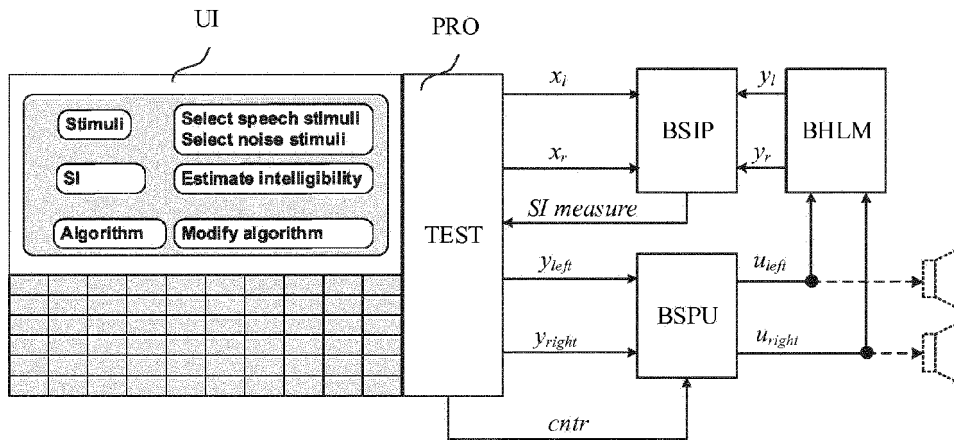 UI
PRO
Stimuli
Select speech stimuli
Select noise stimuli
SI
Estimate intelligibility
Algorithm
Modify algorithm
TEST
x_i
x_r
SI measure
BSIP
y_l
y_r
BHLM
y_left
y_right
BSPU
u_left
u_right
cntr